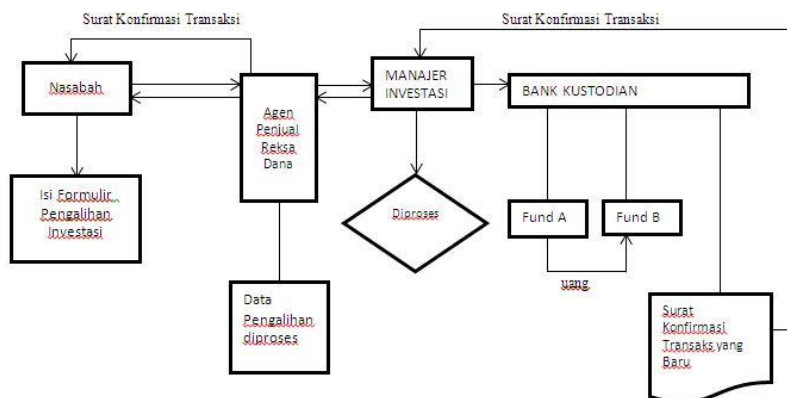 Surat Konfirmasi Transaksi
Surat Konfirmasi Transaksi
Nasabah
Agen
Penjual
Reksa
Dana
MANAJER
INVESTASI
BANK KUSTODIAN
Isi Formulir
Pengalihan
Investasi
Diproses
Fund A
Fund B
uang
Data
Pengalihan
diproses
Surat
Konfirmasi
Transaks yang
Baru